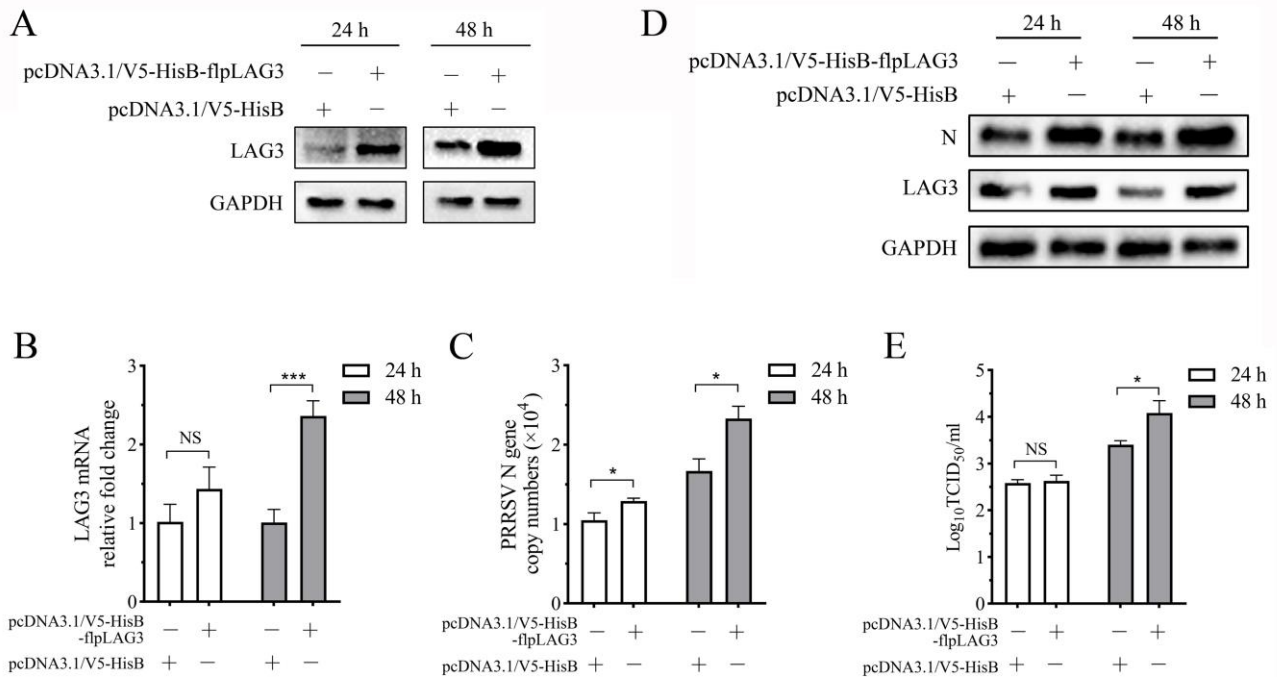 A
24 h
48 h
pcDNA3.1/V5-HisB-flpLAG3
− + − +
pcDNA3.1/V5-HisB
+ − + −
LAG3
GAPDH
D
24 h
48 h
pcDNA3.1/V5-HisB-flpLAG3
− + − +
pcDNA3.1/V5-HisB
+ − + −
N
LAG3
GAPDH
B
LAG3 mRNA
relative fold change
3
2
1
0
NS
***
24 h
48 h
pcDNA3.1/V5-HisB
-flpLAG3
− + − +
pcDNA3.1/V5-HisB
+ − + −
C
PRRSV N gene
copy numbers (×10⁴)
3
2
1
0
*
*
24 h
48 h
pcDNA3.1/V5-HisB
-flpLAG3
− + − +
pcDNA3.1/V5-HisB
+ − + −
E
Log₁₀TCID₅₀/ml
5
4
3
2
1
0
NS
*
24 h
48 h
pcDNA3.1/V5-HisB
-flpLAG3
− + − +
pcDNA3.1/V5-HisB
+ − + −